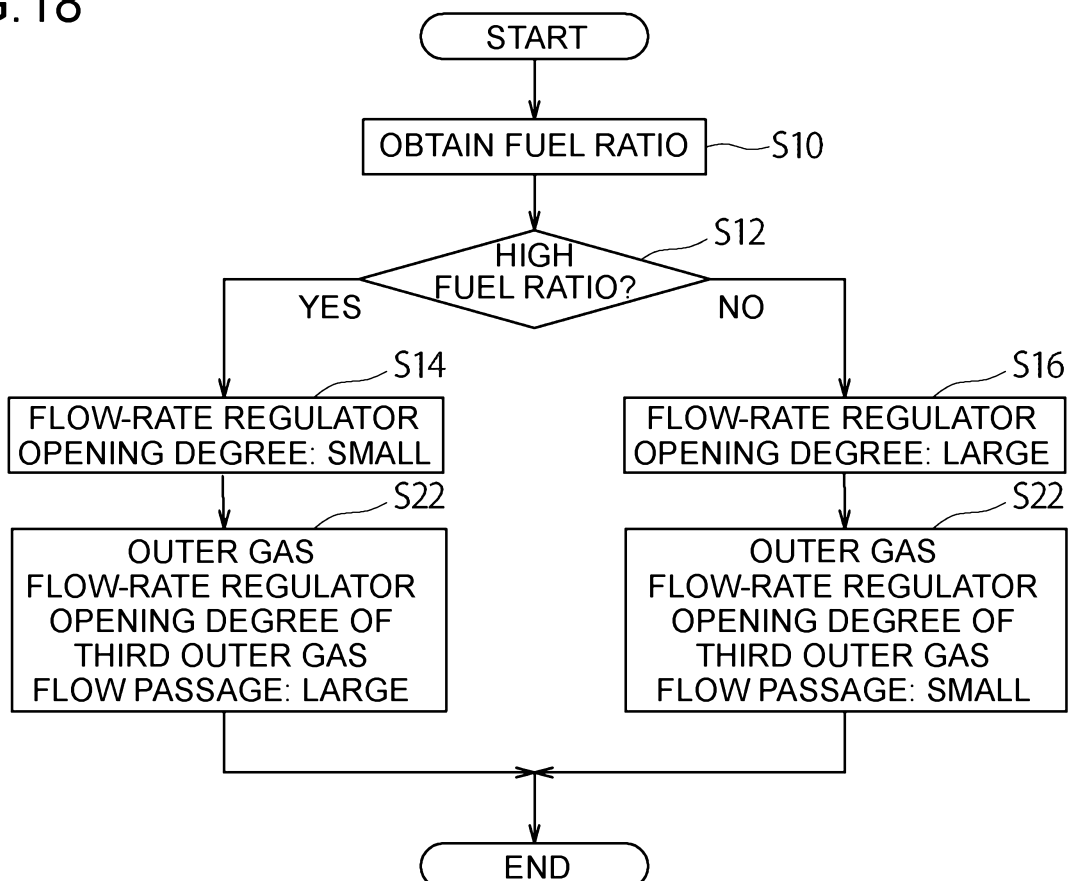 START
OBTAIN FUEL RATIO
S10
S12
HIGH
FUEL RATIO?
YES
NO
S14
FLOW-RATE REGULATOR
OPENING DEGREE: SMALL
S16
FLOW-RATE REGULATOR
OPENING DEGREE: LARGE
S22
OUTER GAS
FLOW-RATE REGULATOR
OPENING DEGREE OF
THIRD OUTER GAS
FLOW PASSAGE: LARGE
S22
OUTER GAS
FLOW-RATE REGULATOR
OPENING DEGREE OF
THIRD OUTER GAS
FLOW PASSAGE: SMALL
END